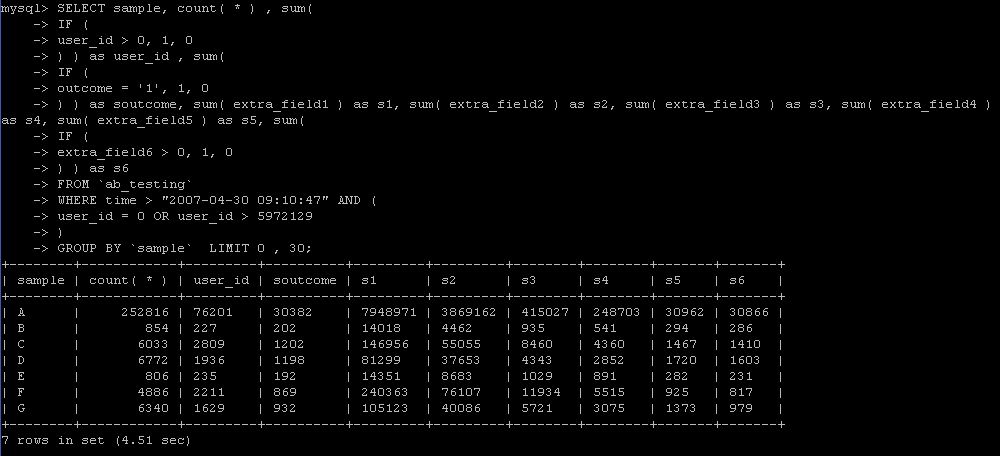 mysql> SELECT sample, count( * ) , sum(
-> IF (
-> user_id > 0, 1, 0
-> ) ) as user_id , sum(
-> IF (
-> outcome = '1', 1, 0
-> ) ) as soutcome, sum( extra_field1 ) as s1, sum( extra_field2 ) as s2, sum( extra_field3 ) as s3, sum( extra_field4 )
as s4, sum( extra_field5 ) as s5, sum(
-> IF (
-> extra_field6 > 0, 1, 0
-> ) ) as s6
-> FROM `ab_testing`
-> WHERE time > "2007-04-30 09:10:47" AND (
-> user_id = 0 OR user_id > 5972129
-> )
-> GROUP BY `sample`  LIMIT 0 , 30;
+--------+------------+---------+----------+---------+---------+--------+--------+-------+-------+
| sample | count( * ) | user_id | soutcome | s1      | s2      | s3     | s4     | s5    | s6    |
+--------+------------+---------+----------+---------+---------+--------+--------+-------+-------+
| A      |     252816 | 76201   | 30382    | 7948971 | 3869162 | 415027 | 248703 | 30962 | 30866 |
| B      |        854 | 227     | 202      | 14018   | 4462    | 935    | 541    | 294   | 286   |
| C      |       6033 | 2809    | 1202     | 146956  | 55055   | 8460   | 4360   | 1467  | 1410  |
| D      |       6772 | 1936    | 1198     | 81299   | 37653   | 4343   | 2852   | 1720  | 1603  |
| E      |        806 | 235     | 192      | 14351   | 8683    | 1029   | 891    | 282   | 231   |
| F      |       4886 | 2211    | 869      | 240363  | 76107   | 11934  | 5515   | 925   | 817   |
| G      |       6340 | 1629    | 932      | 105123  | 40086   | 5721   | 3075   | 1373  | 979   |
+--------+------------+---------+----------+---------+---------+--------+--------+-------+-------+
7 rows in set (4.51 sec)